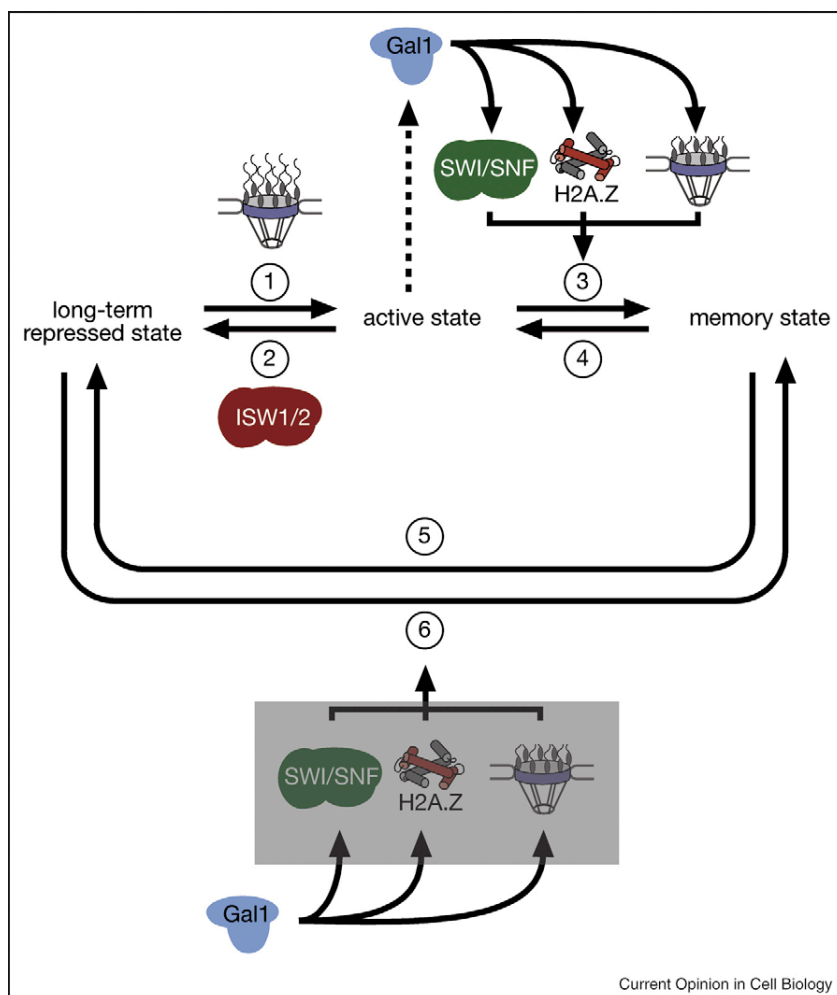 Gal1
SWI/SNF
H2A.Z
1
3
long-term
repressed state
active state
memory state
2
4
ISW1/2
5
6
SWI/SNF
H2A.Z
Gal1
Current Opinion in Cell Biology